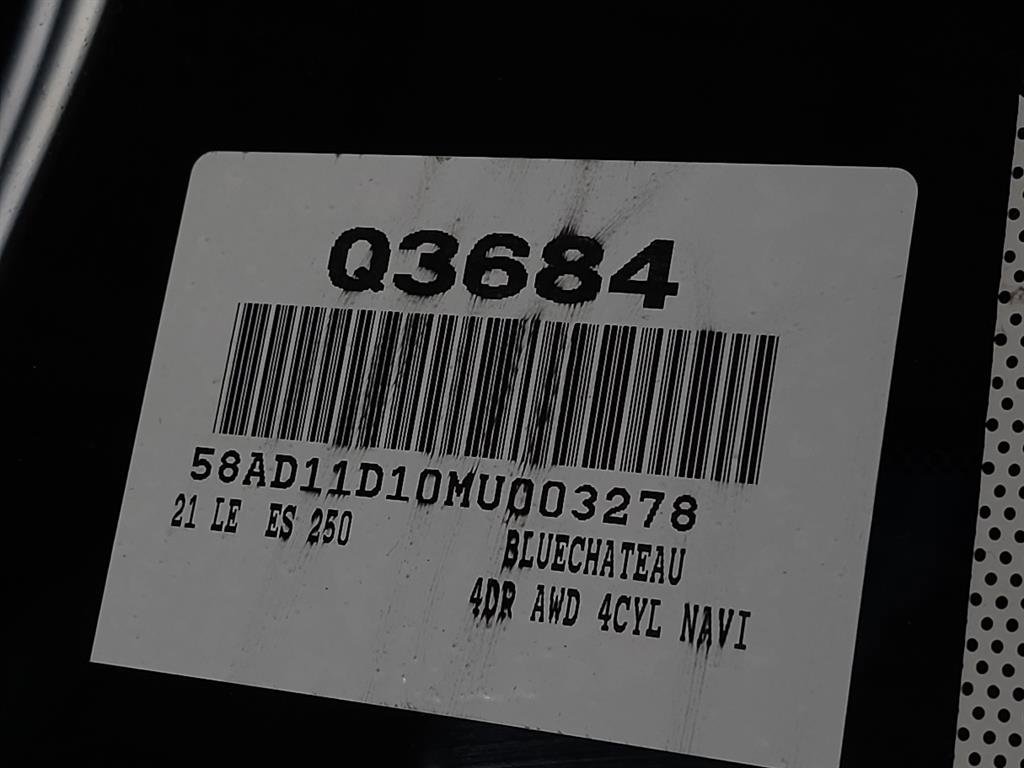 Q3684
58AD11D10MU003278
21 LE ES 250
BLUECHATEAU
4DR AWD 4CYL NAVI